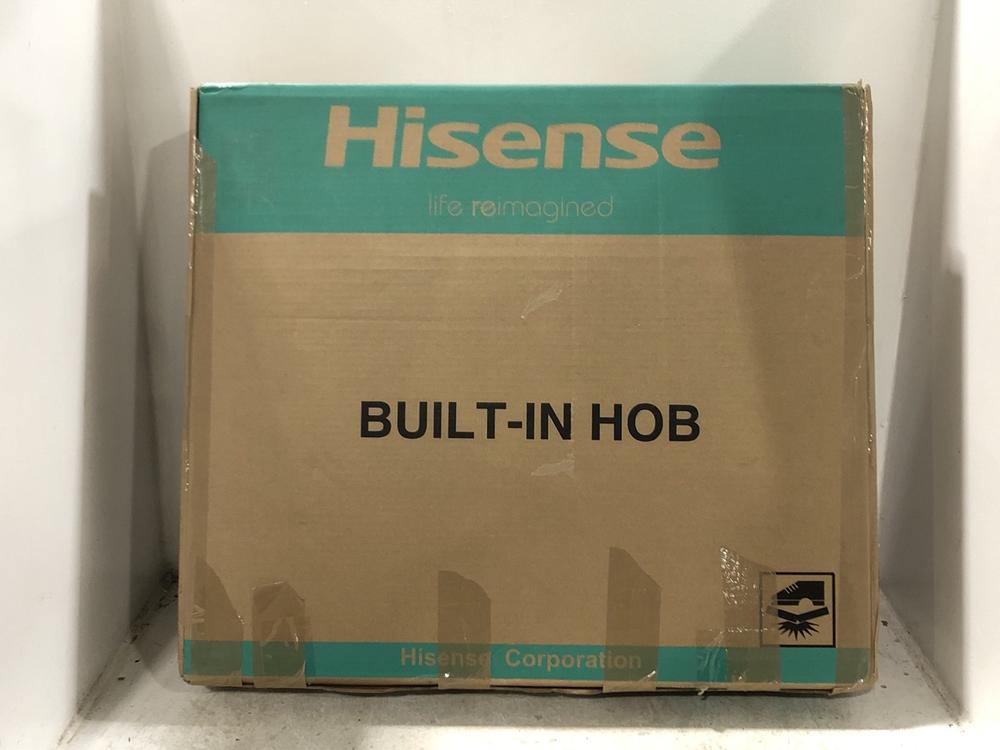 Hisense
life reimagined
BUILT-IN HOB
Hisense Corporation